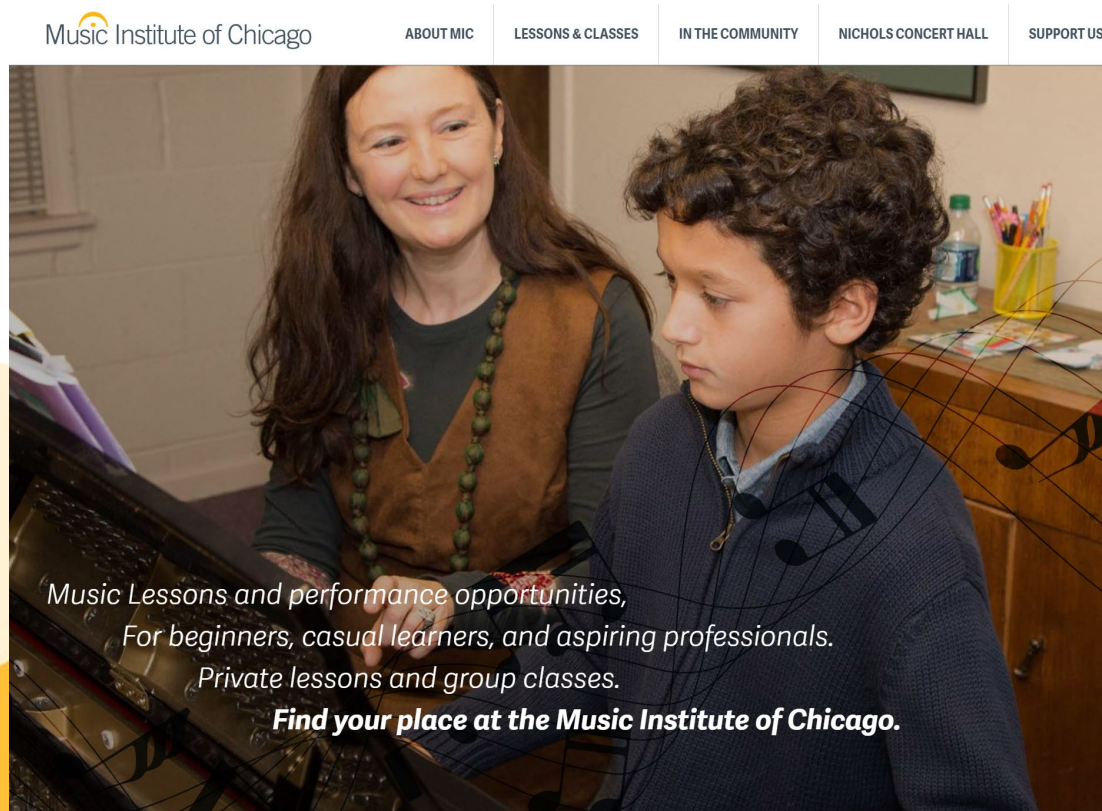 Music Institute of Chicago
ABOUT MIC
LESSONS & CLASSES
IN THE COMMUNITY
NICHOLS CONCERT HALL
SUPPORT US
Music Lessons and performance opportunities,
For beginners, casual learners, and aspiring professionals.
Private lessons and group classes.
Find your place at the Music Institute of Chicago.